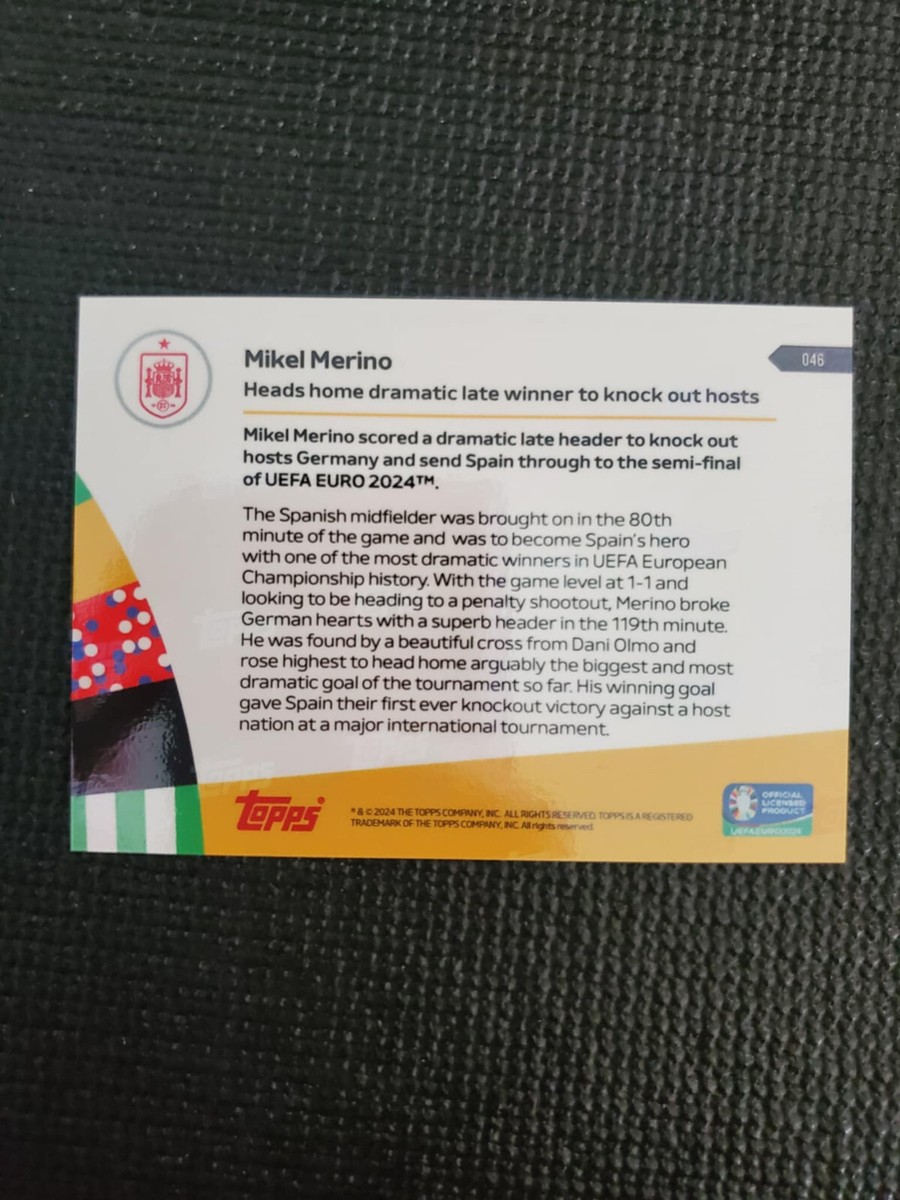 Mikel Merino
046
Heads home dramatic late winner to knock out hosts
Mikel Merino scored a dramatic late header to knock out
hosts Germany and send Spain through to the semi-final
of UEFA EURO 2024™.
The Spanish midfielder was brought on in the 80th
minute of the game and was to become Spain's hero
with one of the most dramatic winners in UEFA European
Championship history. With the game level at 1-1 and
looking to be heading to a penalty shootout, Merino broke
German hearts with a superb header in the 119th minute.
He was found by a beautiful cross from Dani Olmo and
rose highest to head home arguably the biggest and most
dramatic goal of the tournament so far. His winning goal
gave Spain their first ever knockout victory against a host
nation at a major international tournament.
topps
® & © 2024 THE TOPPS COMPANY, INC. ALL RIGHTS RESERVED. TOPPS IS A REGISTERED
TRADEMARK OF THE TOPPS COMPANY, INC. All rights reserved.
OFFICIAL
LICENSED
PRODUCT
UEFA EURO2024